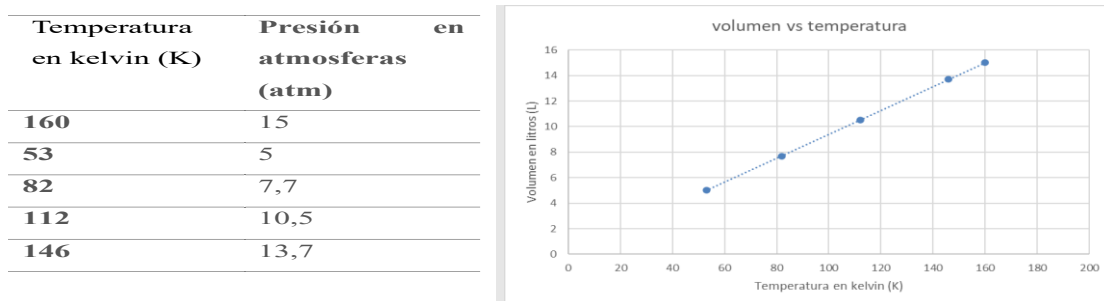 Temperatura
en kelvin (K)
Presión en
atmosferas
(atm)
160 15
53 5
82 7,7
112 10,5
146 13,7
volumen vs temperatura
16
14
12
10
8
6
4
2
0
Volumen en litros (L)
0 20 40 60 80 100 120 140 160 180 200
Temperatura en kelvin (K)